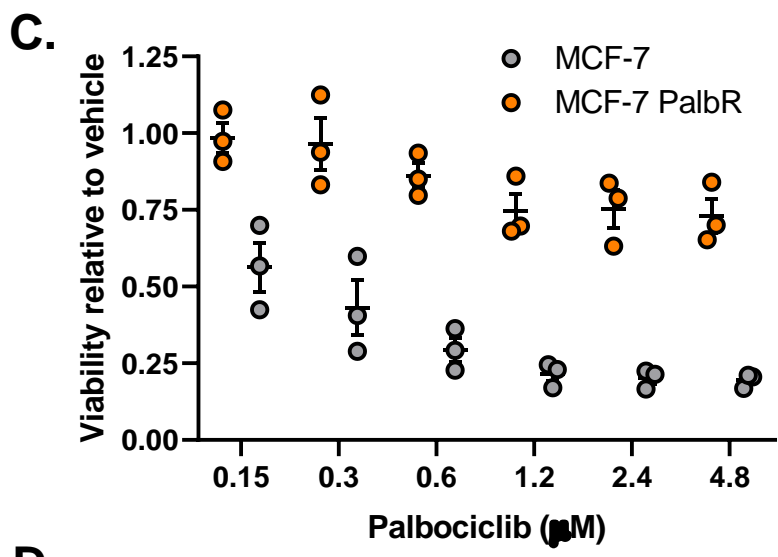 C.
MCF-7
MCF-7 PalbR
Viability relative to vehicle
1.25
1.00
0.75
0.50
0.25
0.00
0.15 0.3 0.6 1.2 2.4 4.8
Palbociclib (μM)
D